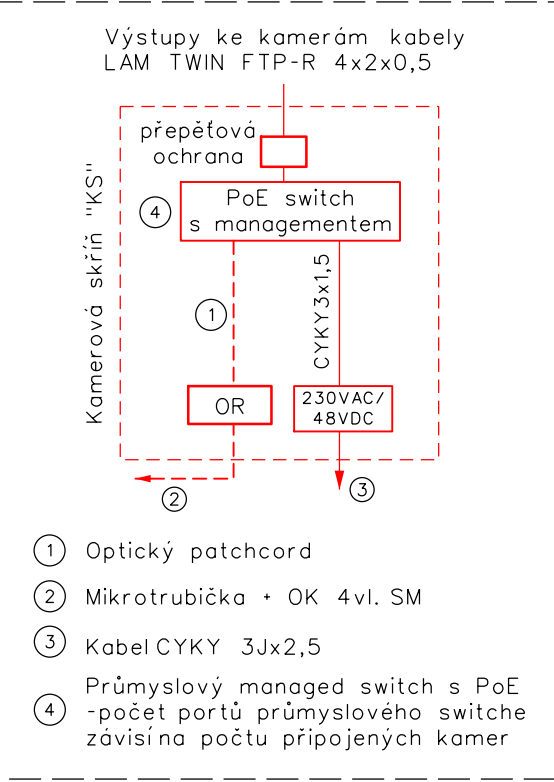 Výstupy ke kamerám kabely
LAM TWIN FTP-R 4x2x0,5
přepěťová
ochrana
Kamerová skříň "KS"
4
PoE switch
s managementem
1
CYKY3x1,5
OR
230VAC/
48VDC
2
3
1 Optický patchcord
2 Mikrotrubička + OK 4vl. SM
3 Kabel CYKY 3Jx2,5
4 Průmyslový managed switch s PoE
-počet portů průmyslového switche
závisí na počtu připojených kamer